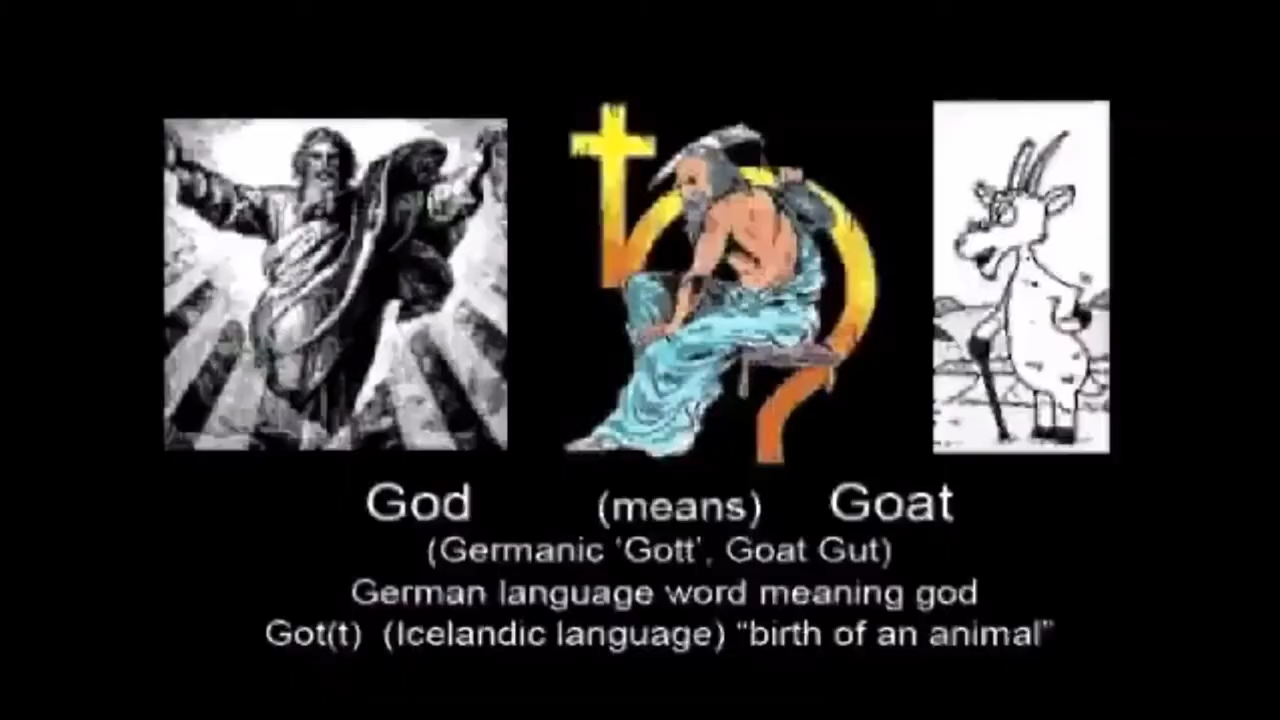 God (means) Goat
(Germanic ‘Gott’, Goat Gut)
German language word meaning god
Got(t) (Icelandic language) “birth of an animal”